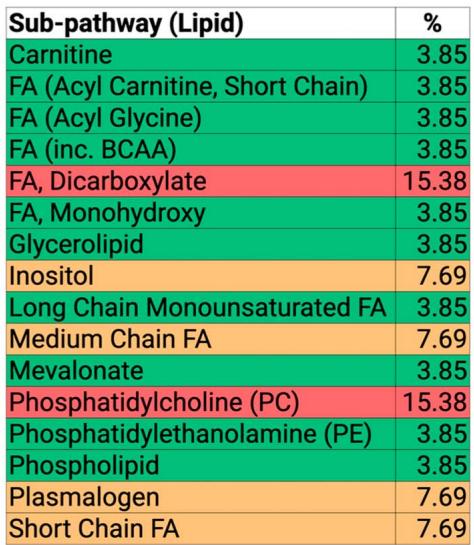 Sub-pathway (Lipid) %
Carnitine 3.85
FA (Acyl Carnitine, Short Chain) 3.85
FA (Acyl Glycine) 3.85
FA (inc. BCAA) 3.85
FA, Dicarboxylate 15.38
FA, Monohydroxy 3.85
Glycerolipid 3.85
Inositol 7.69
Long Chain Monounsaturated FA 3.85
Medium Chain FA 7.69
Mevalonate 3.85
Phosphatidylcholine (PC) 15.38
Phosphatidylethanolamine (PE) 3.85
Phospholipid 3.85
Plasmalogen 7.69
Short Chain FA 7.69